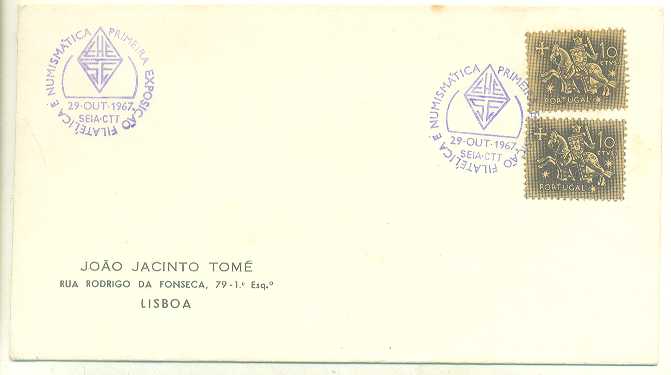 PRIMEIRA EXPOSIÇÃO FILATÉLICA E NUMISMÁTICA
29-OUT-1967
SEIA-CTT
PRIMEIRA EXPOSIÇÃO FILATÉLICA E NUMISMÁTICA
29-OUT-1967
SEIA-CTT
10
CTVS
PORTUGAL
10
CTVS
PORTUGAL
JOÃO JACINTO TOMÉ
RUA RODRIGO DA FONSECA, 79-1.º Esq.º
LISBOA